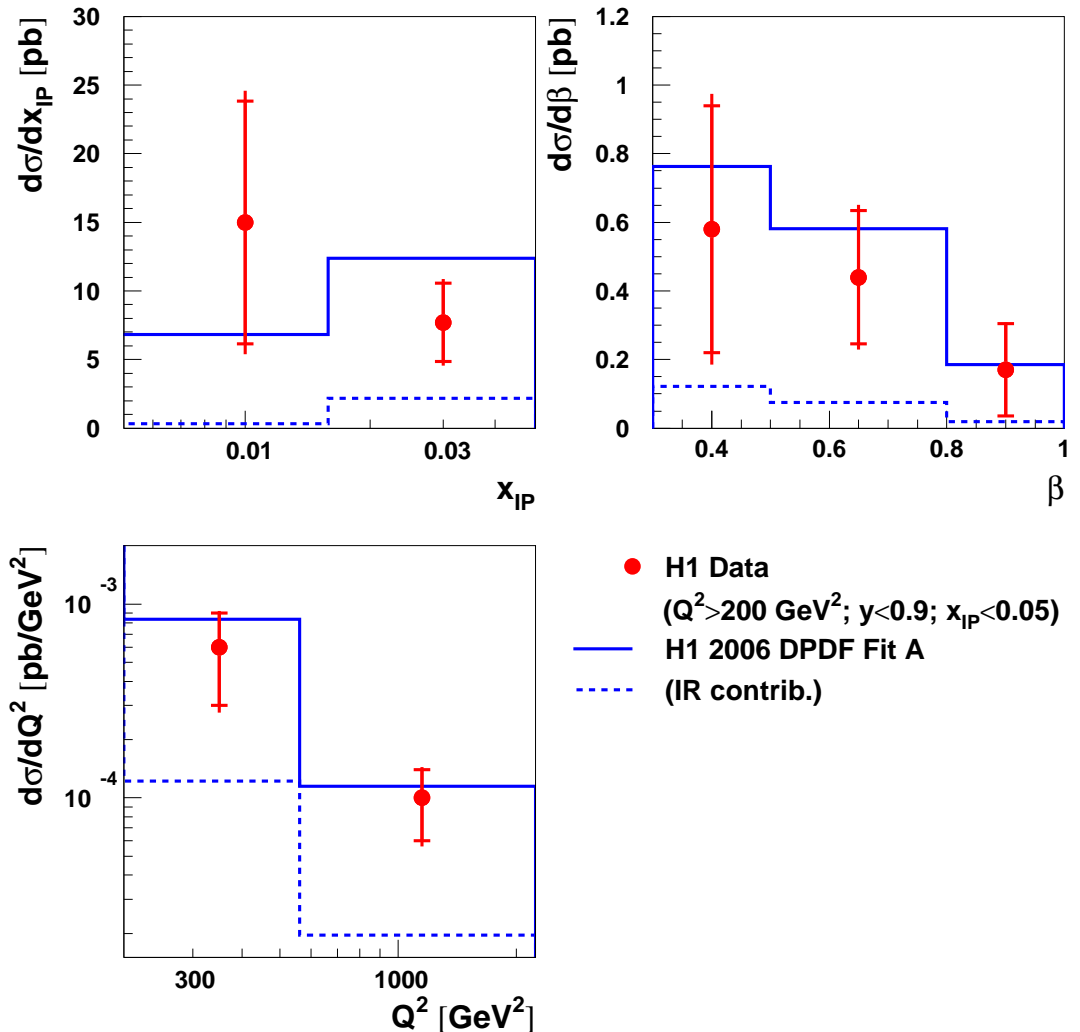 dσ/dx_IP [pb]
30
25
20
15
10
5
0
0.01 0.03
x_IP
dσ/dβ [pb]
1.2
1
0.8
0.6
0.4
0.2
0
0.4 0.6 0.8 1
β
dσ/dQ² [pb/GeV²]
10⁻³
10⁻⁴
300 1000
Q² [GeV²]
H1 Data
(Q²>200 GeV²; y<0.9; x_IP<0.05)
H1 2006 DPDF Fit A
(IR contrib.)